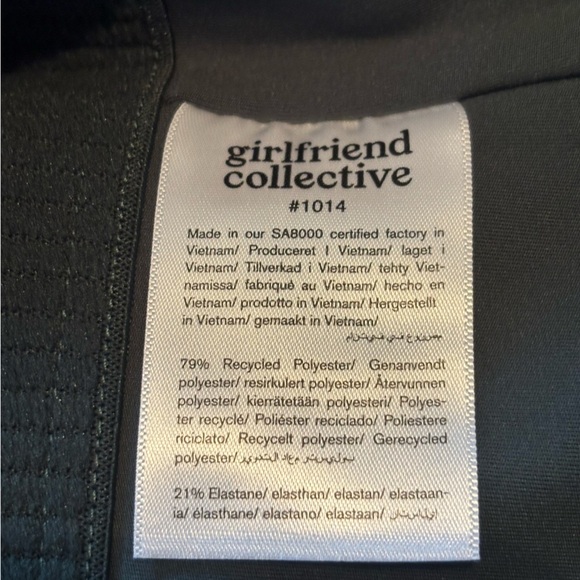 girlfriend
collective
#1014
Made in our SA8000 certified factory in
Vietnam/ Produceret I Vietnam/ laget i
Vietnam/ Tillverkad i Vietnam/ tehty Viet-
namissa/ fabriqué au Vietnam/ hecho en
Vietnam/ prodotto in Vietnam/ Hergestellt
in Vietnam/ gemaakt in Vietnam/
79% Recycled Polyester/ Genanvendt
polyester/ resirkulert polyester/ Återvunnen
polyester/ kierrätetään polyesteri/ Polyes-
ter recyclé/ Poliéster reciclado/ Poliestere
riciclato/ Recycelt polyester/ Gerecycled
polyester/
21% Elastane/ elasthan/ elastan/ elastaan-
ia/ élasthane/ elastano/ elastaan/